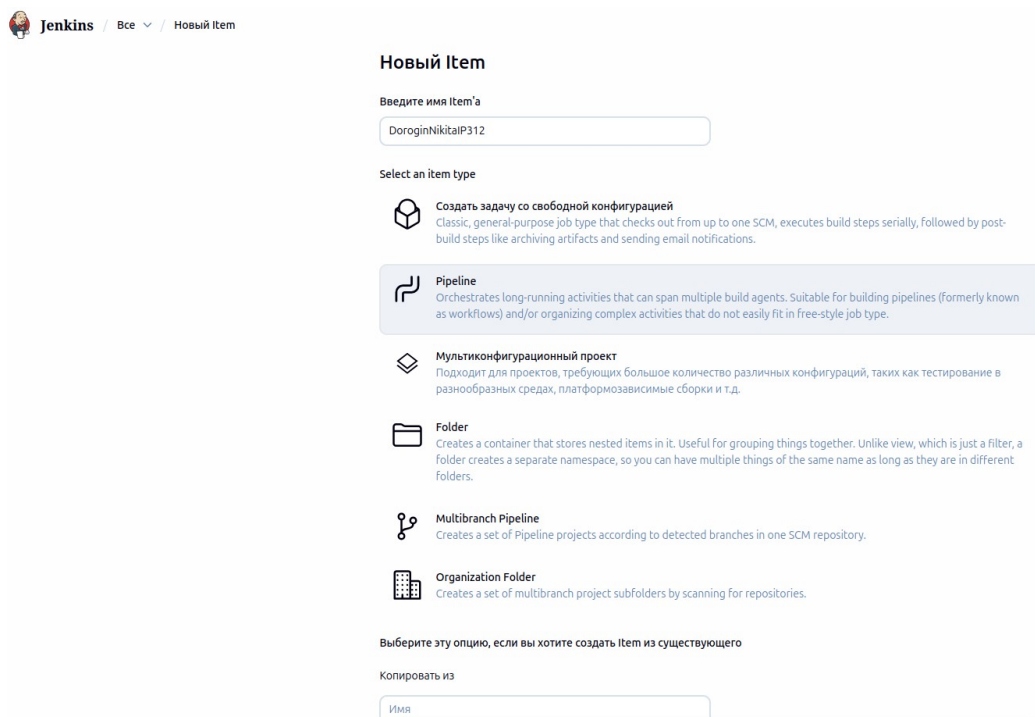 Jenkins / Все / Новый Item
Новый Item
Введите имя Item'а
DoroginNikitaIP312
Select an item type
Создать задачу со свободной конфигурацией
Classic, general-purpose job type that checks out from up to one SCM, executes build steps serially, followed by post-
build steps like archiving artifacts and sending email notifications.
Pipeline
Orchestrates long-running activities that can span multiple build agents. Suitable for building pipelines (formerly known
as workflows) and/or organizing complex activities that do not easily fit in free-style job type.
Мультиконфигурационный проект
Подходит для проектов, требующих большое количество различных конфигураций, таких как тестирование в
разнообразных средах, платформозависимые сборки и т.д.
Folder
Creates a container that stores nested items in it. Useful for grouping things together. Unlike view, which is just a filter, a
folder creates a separate namespace, so you can have multiple things of the same name as long as they are in different
folders.
Multibranch Pipeline
Creates a set of Pipeline projects according to detected branches in one SCM repository.
Organization Folder
Creates a set of multibranch project subfolders by scanning for repositories.
Выберите эту опцию, если вы хотите создать Item из существующего
Копировать из
Имя